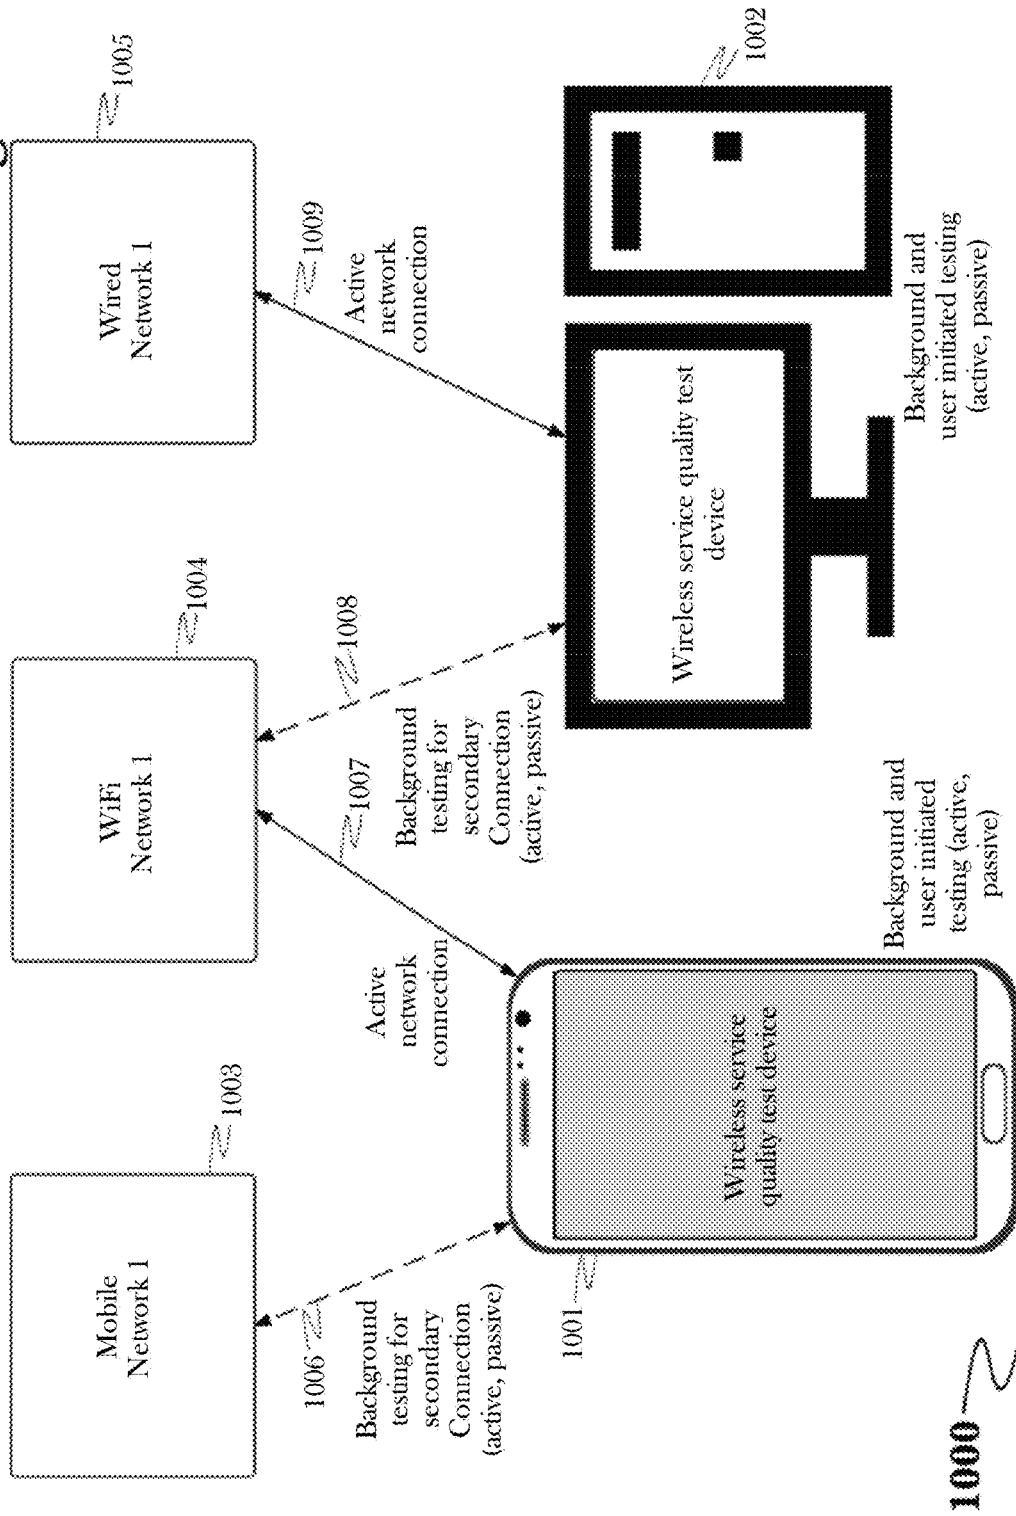 Mobile
Network 1
1003
WiFi
Network 1
1004
Wired
Network 1
1005
1006
Background
testing for
secondary
Connection
(active, passive)
Active
network
connection
1007
Background
testing for
secondary
Connection
(active, passive)
1008
Active
network
connection
1009
1001
Wireless service
quality test device
Background and
user initiated
testing (active,
passive)
Wireless service quality test
device
1002
Background and
user initiated testing
(active, passive)
1000